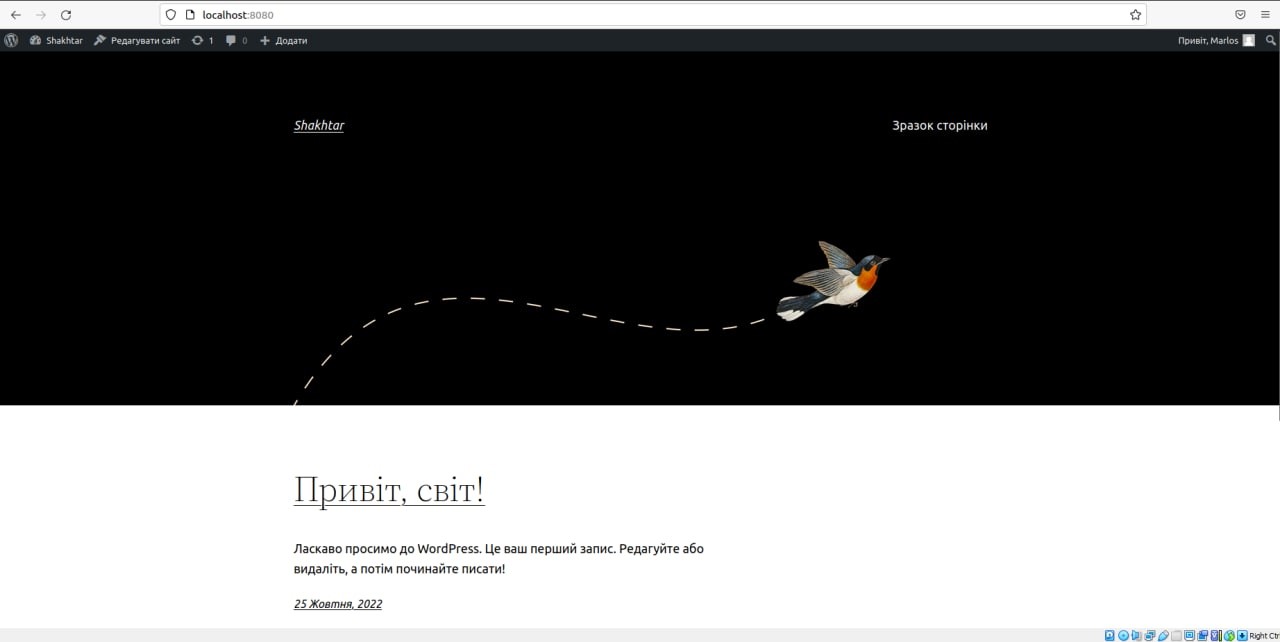 localhost:8080
Shakhtar Редагувати сайт 1 0 Додати Привіт, Marlos
Shakhtar Зразок сторінки
Привіт, світ!
Ласкаво просимо до WordPress. Це ваш перший запис. Редагуйте або
видаліть, а потім починайте писати!
25 Жовтня, 2022
Right Ctr